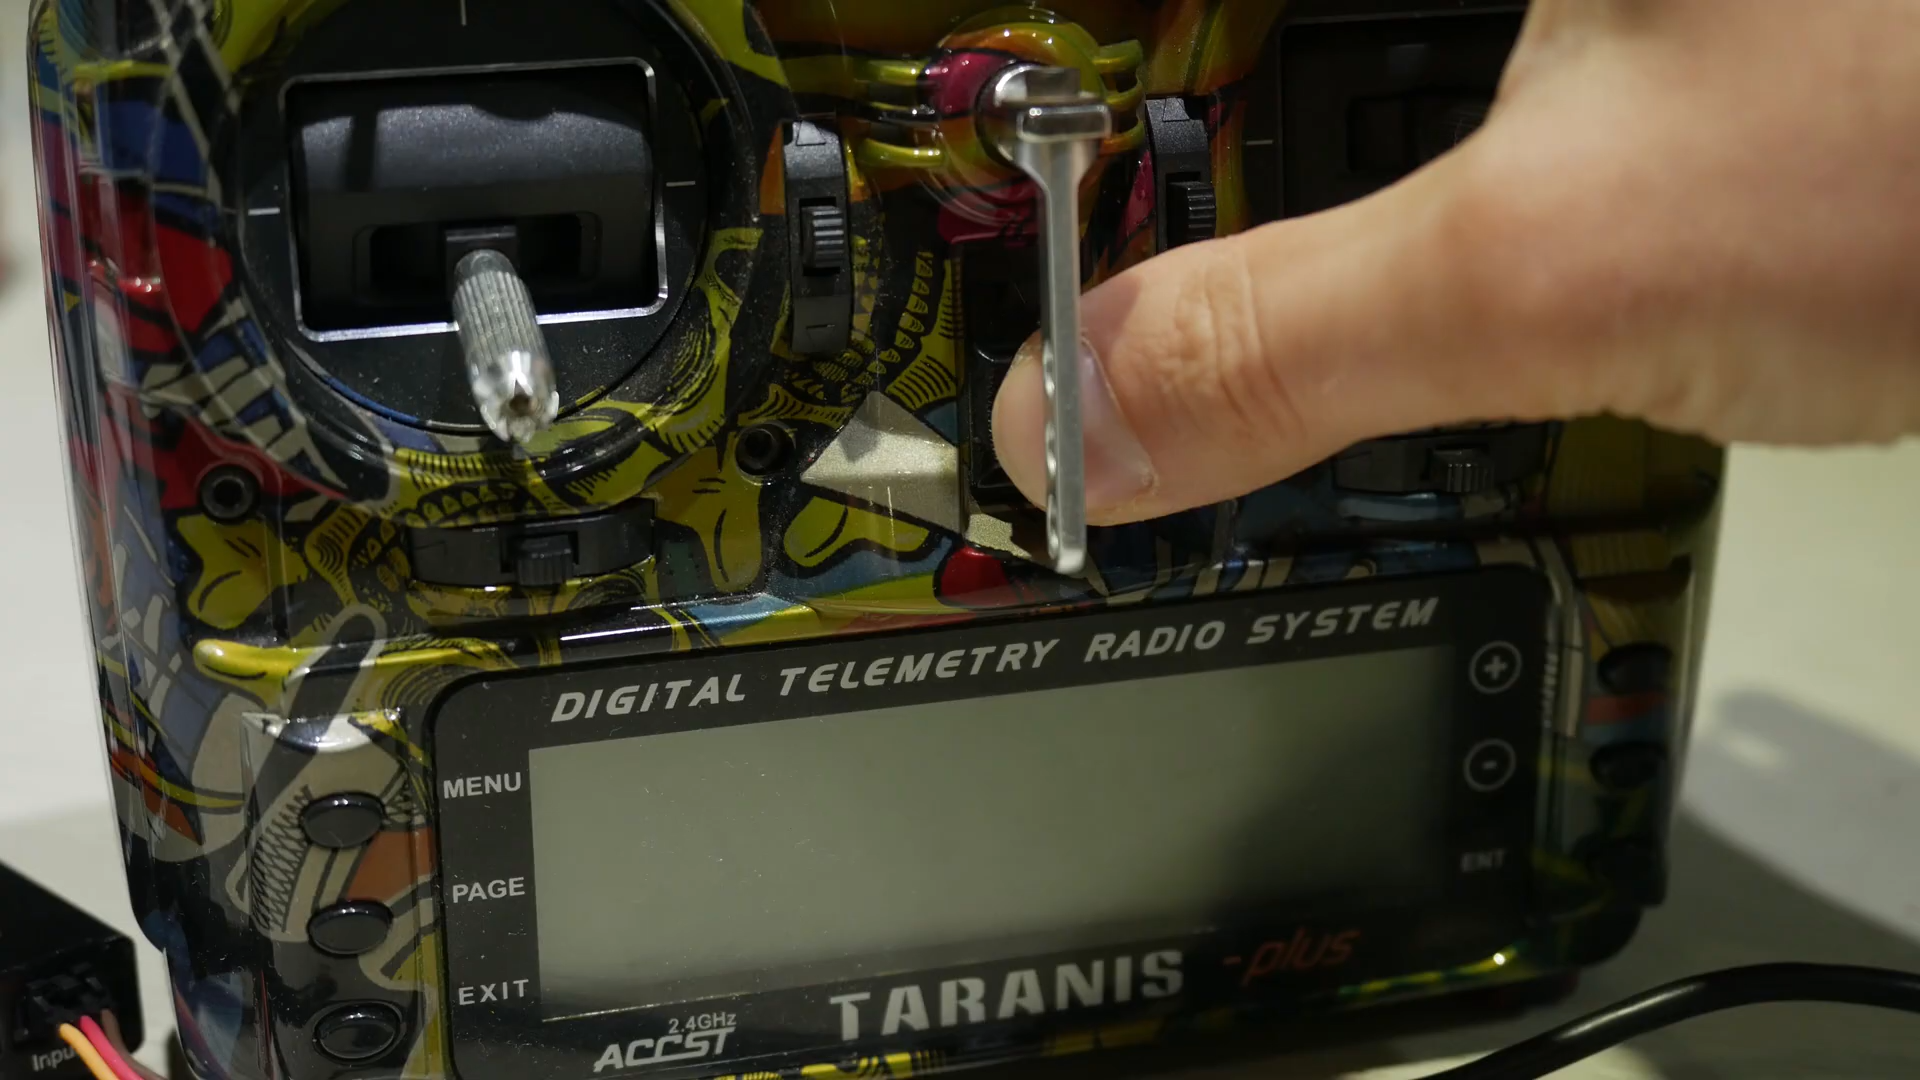 DIGITAL TELEMETRY RADIO SYSTEM
+
MENU
-
PAGE
ENT
EXIT
TARANIS -plus
2.4GHz
ACCST